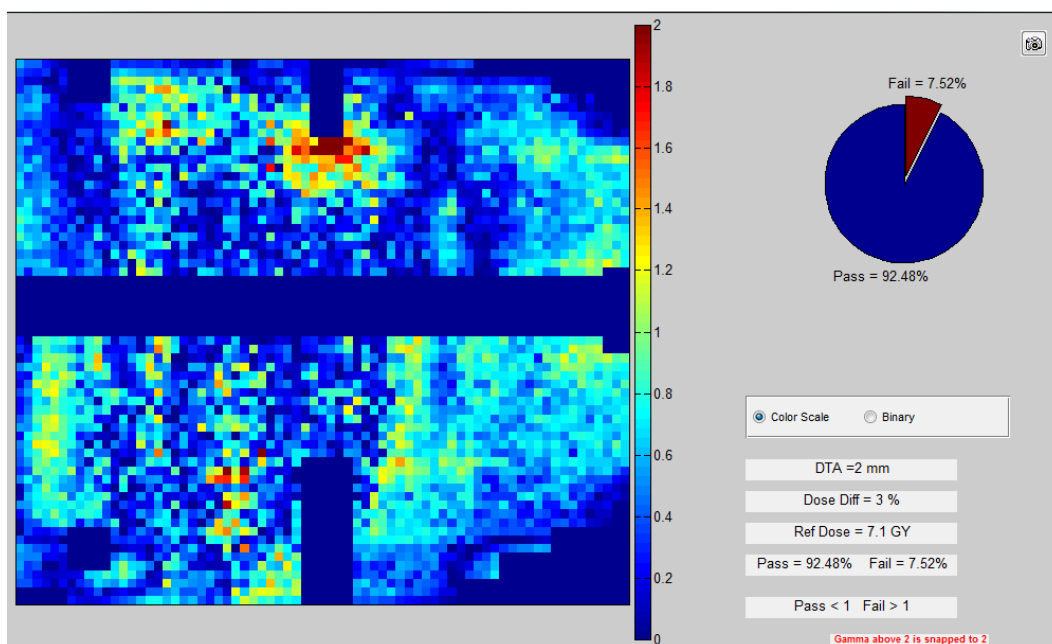 2
1.8
1.6
1.4
1.2
1
0.8
0.6
0.4
0.2
0
Fail = 7.52%
Pass = 92.48%
Color Scale Binary
DTA =2 mm
Dose Diff = 3 %
Ref Dose = 7.1 GY
Pass = 92.48% Fail = 7.52%
Pass < 1 Fail > 1
Gamma above 2 is snapped to 2